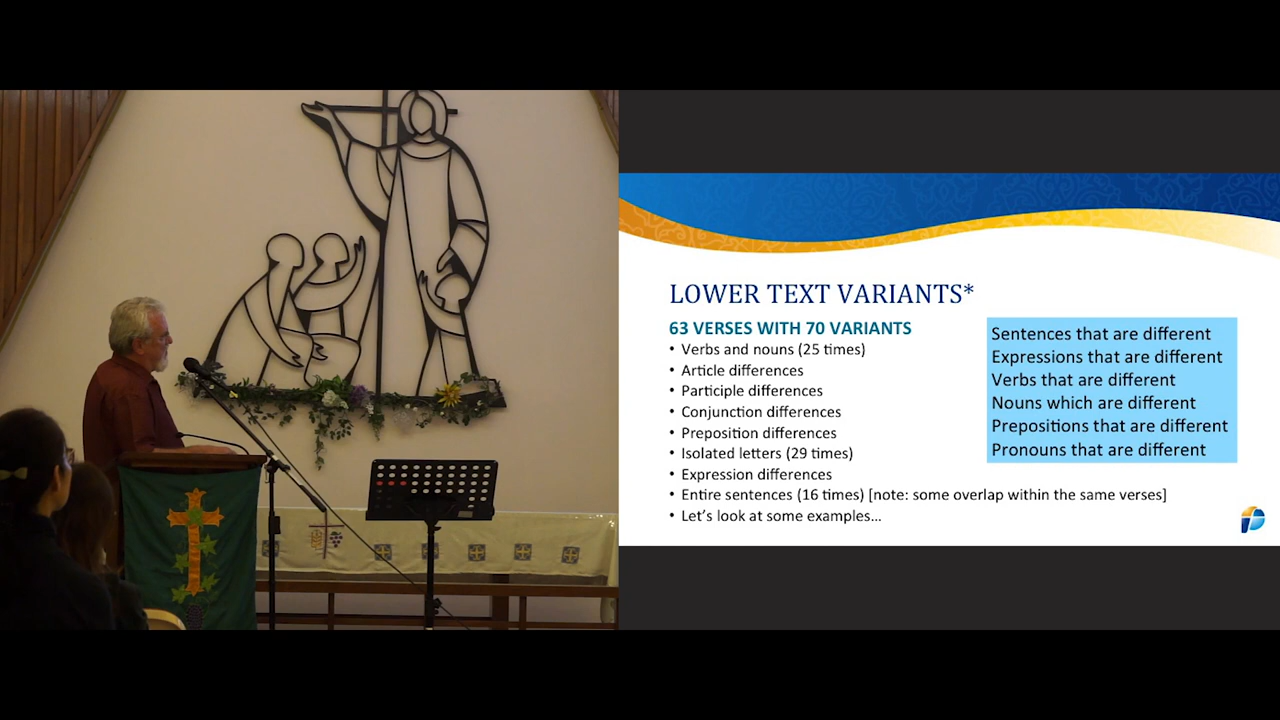 LOWER TEXT VARIANTS*
63 VERSES WITH 70 VARIANTS
• Verbs and nouns (25 times)
• Article differences
• Participle differences
• Conjunction differences
• Preposition differences
• Isolated letters (29 times)
• Expression differences
• Entire sentences (16 times) [note: some overlap within the same verses]
• Let’s look at some examples…
Sentences that are different
Expressions that are different
Verbs that are different
Nouns which are different
Prepositions that are different
Pronouns that are different